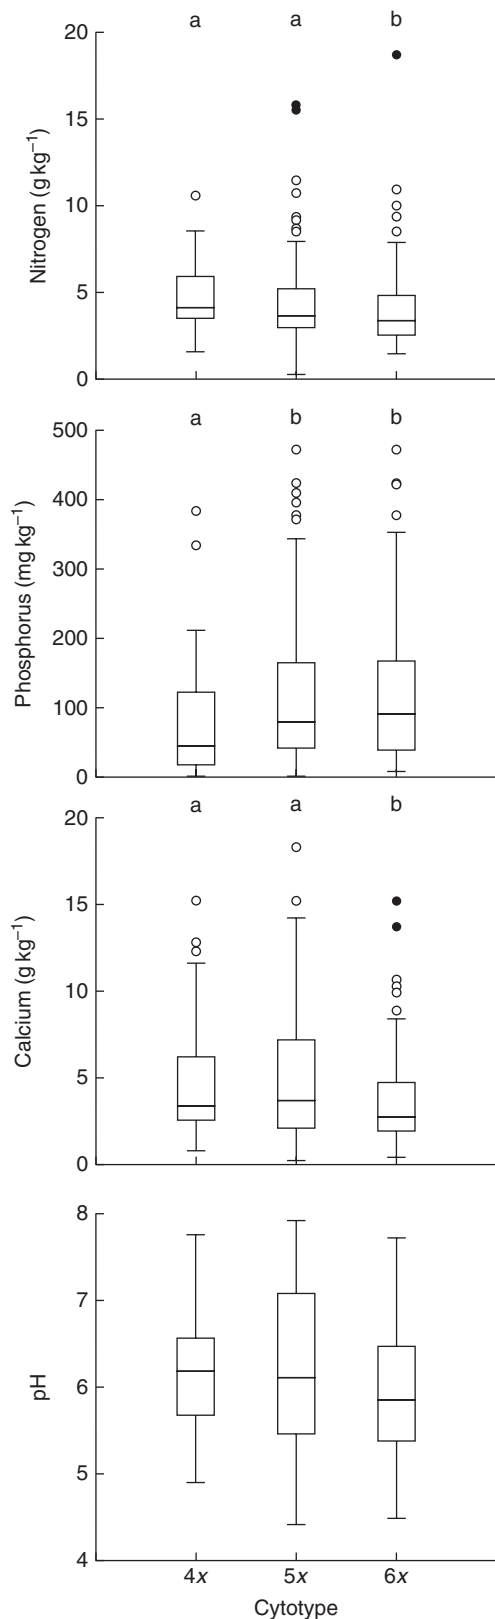 a a b
20
15
10
5
0
Nitrogen (g kg⁻¹)
a b b
500
400
300
200
100
0
Phosphorus (mg kg⁻¹)
a a b
20
15
10
5
0
Calcium (g kg⁻¹)
8
7
6
5
4
pH
4x 5x 6x
Cytotype